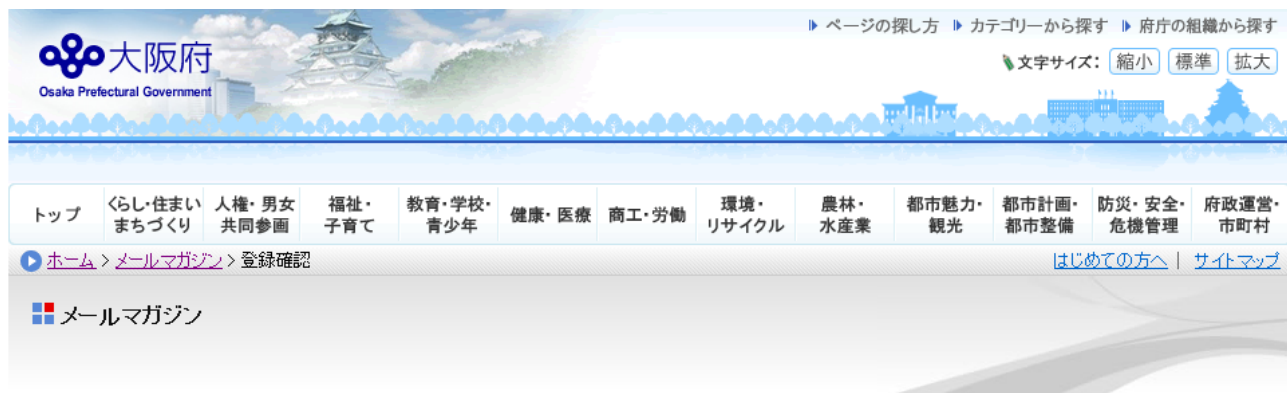 ページの探し方 カテゴリーから探す 府庁の組織から探す
大阪府
Osaka Prefectural Government
文字サイズ: 縮小 標準 拡大
トップ
くらし・住まい
まちづくり
人権・男女
共同参画
福祉・
子育て
教育・学校・
青少年
健康・医療
商工・労働
環境・
リサイクル
農林・
水産業
都市魅力・
観光
都市計画・
都市整備
防災・安全・
危機管理
府政運営・
市町村
ホーム > メールマガジン > 登録確認
はじめての方へ | サイトマップ
メールマガジン